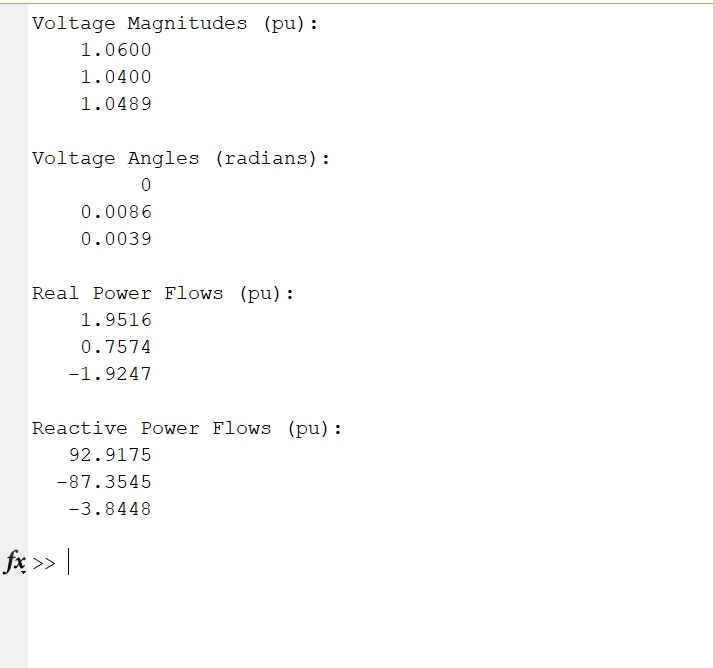 Voltage Magnitudes (pu):
1.0600
1.0400
1.0489
Voltage Angles (radians):
0
0.0086
0.0039
Real Power Flows (pu):
1.9516
0.7574
-1.9247
Reactive Power Flows (pu):
92.9175
-87.3545
-3.8448
fx >>